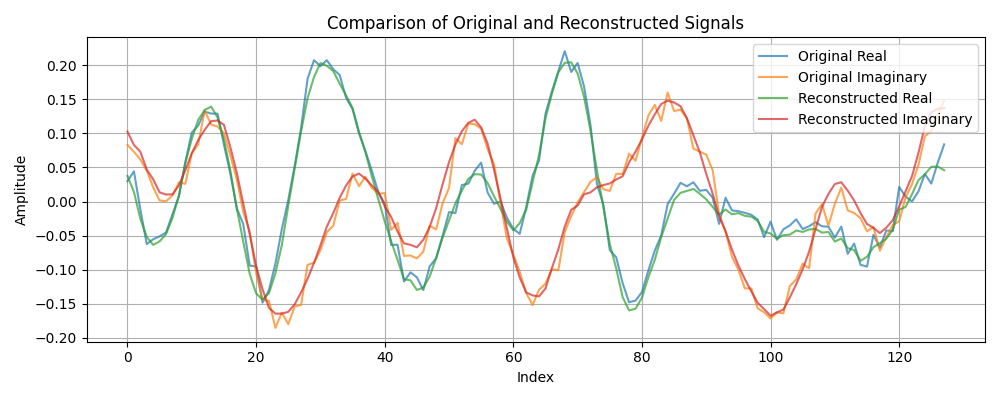 Comparison of Original and Reconstructed Signals
Original Real
Original Imaginary
Reconstructed Real
Reconstructed Imaginary
Amplitude
0.20
0.15
0.10
0.05
0.00
−0.05
−0.10
−0.15
−0.20
0 20 40 60 80 100 120
Index